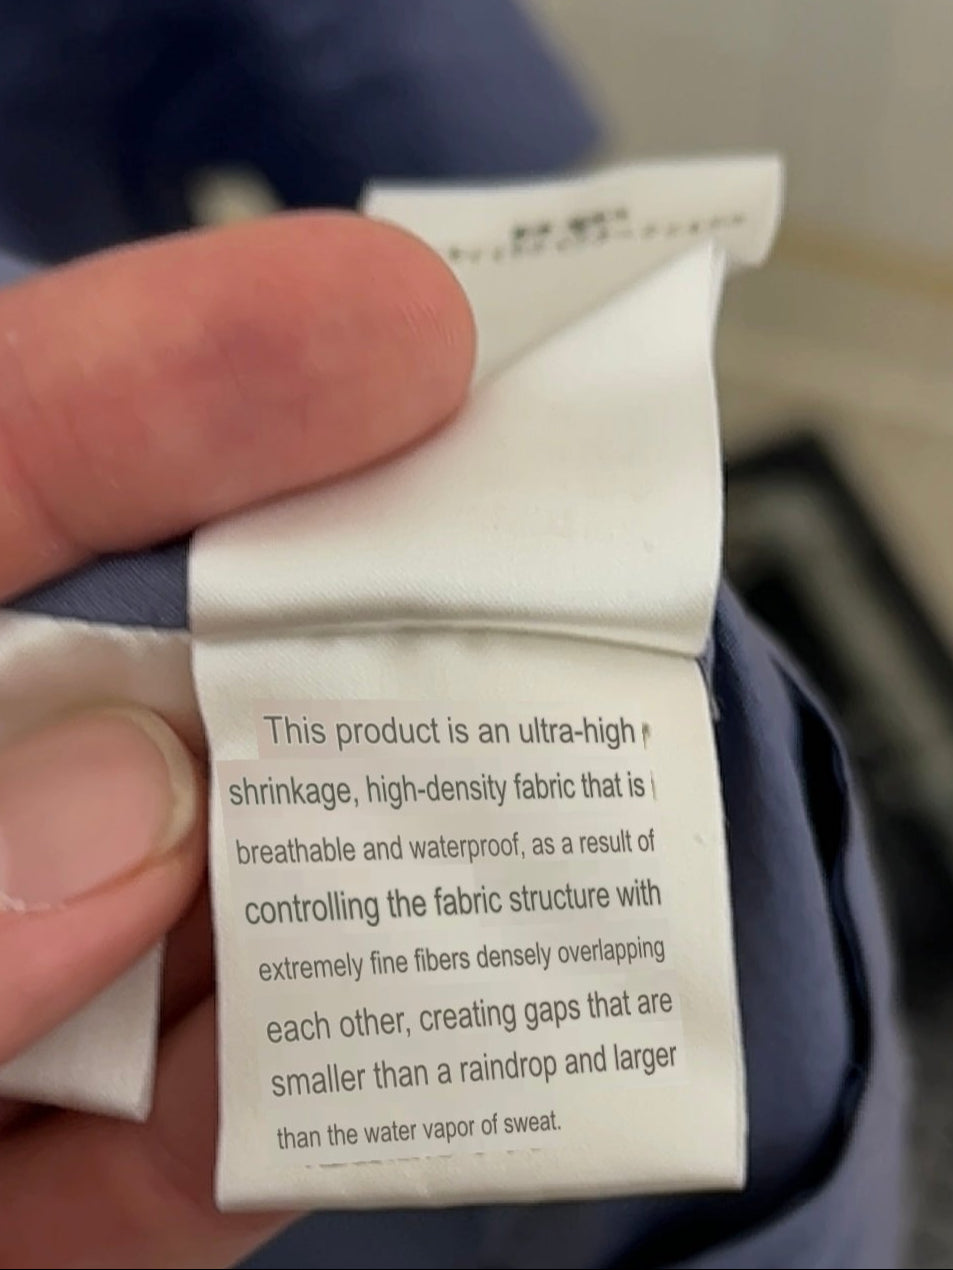 This product is an ultra-high
shrinkage, high-density fabric that is
breathable and waterproof, as a result of
controlling the fabric structure with
extremely fine fibers densely overlapping
each other, creating gaps that are
smaller than a raindrop and larger
than the water vapor of sweat.